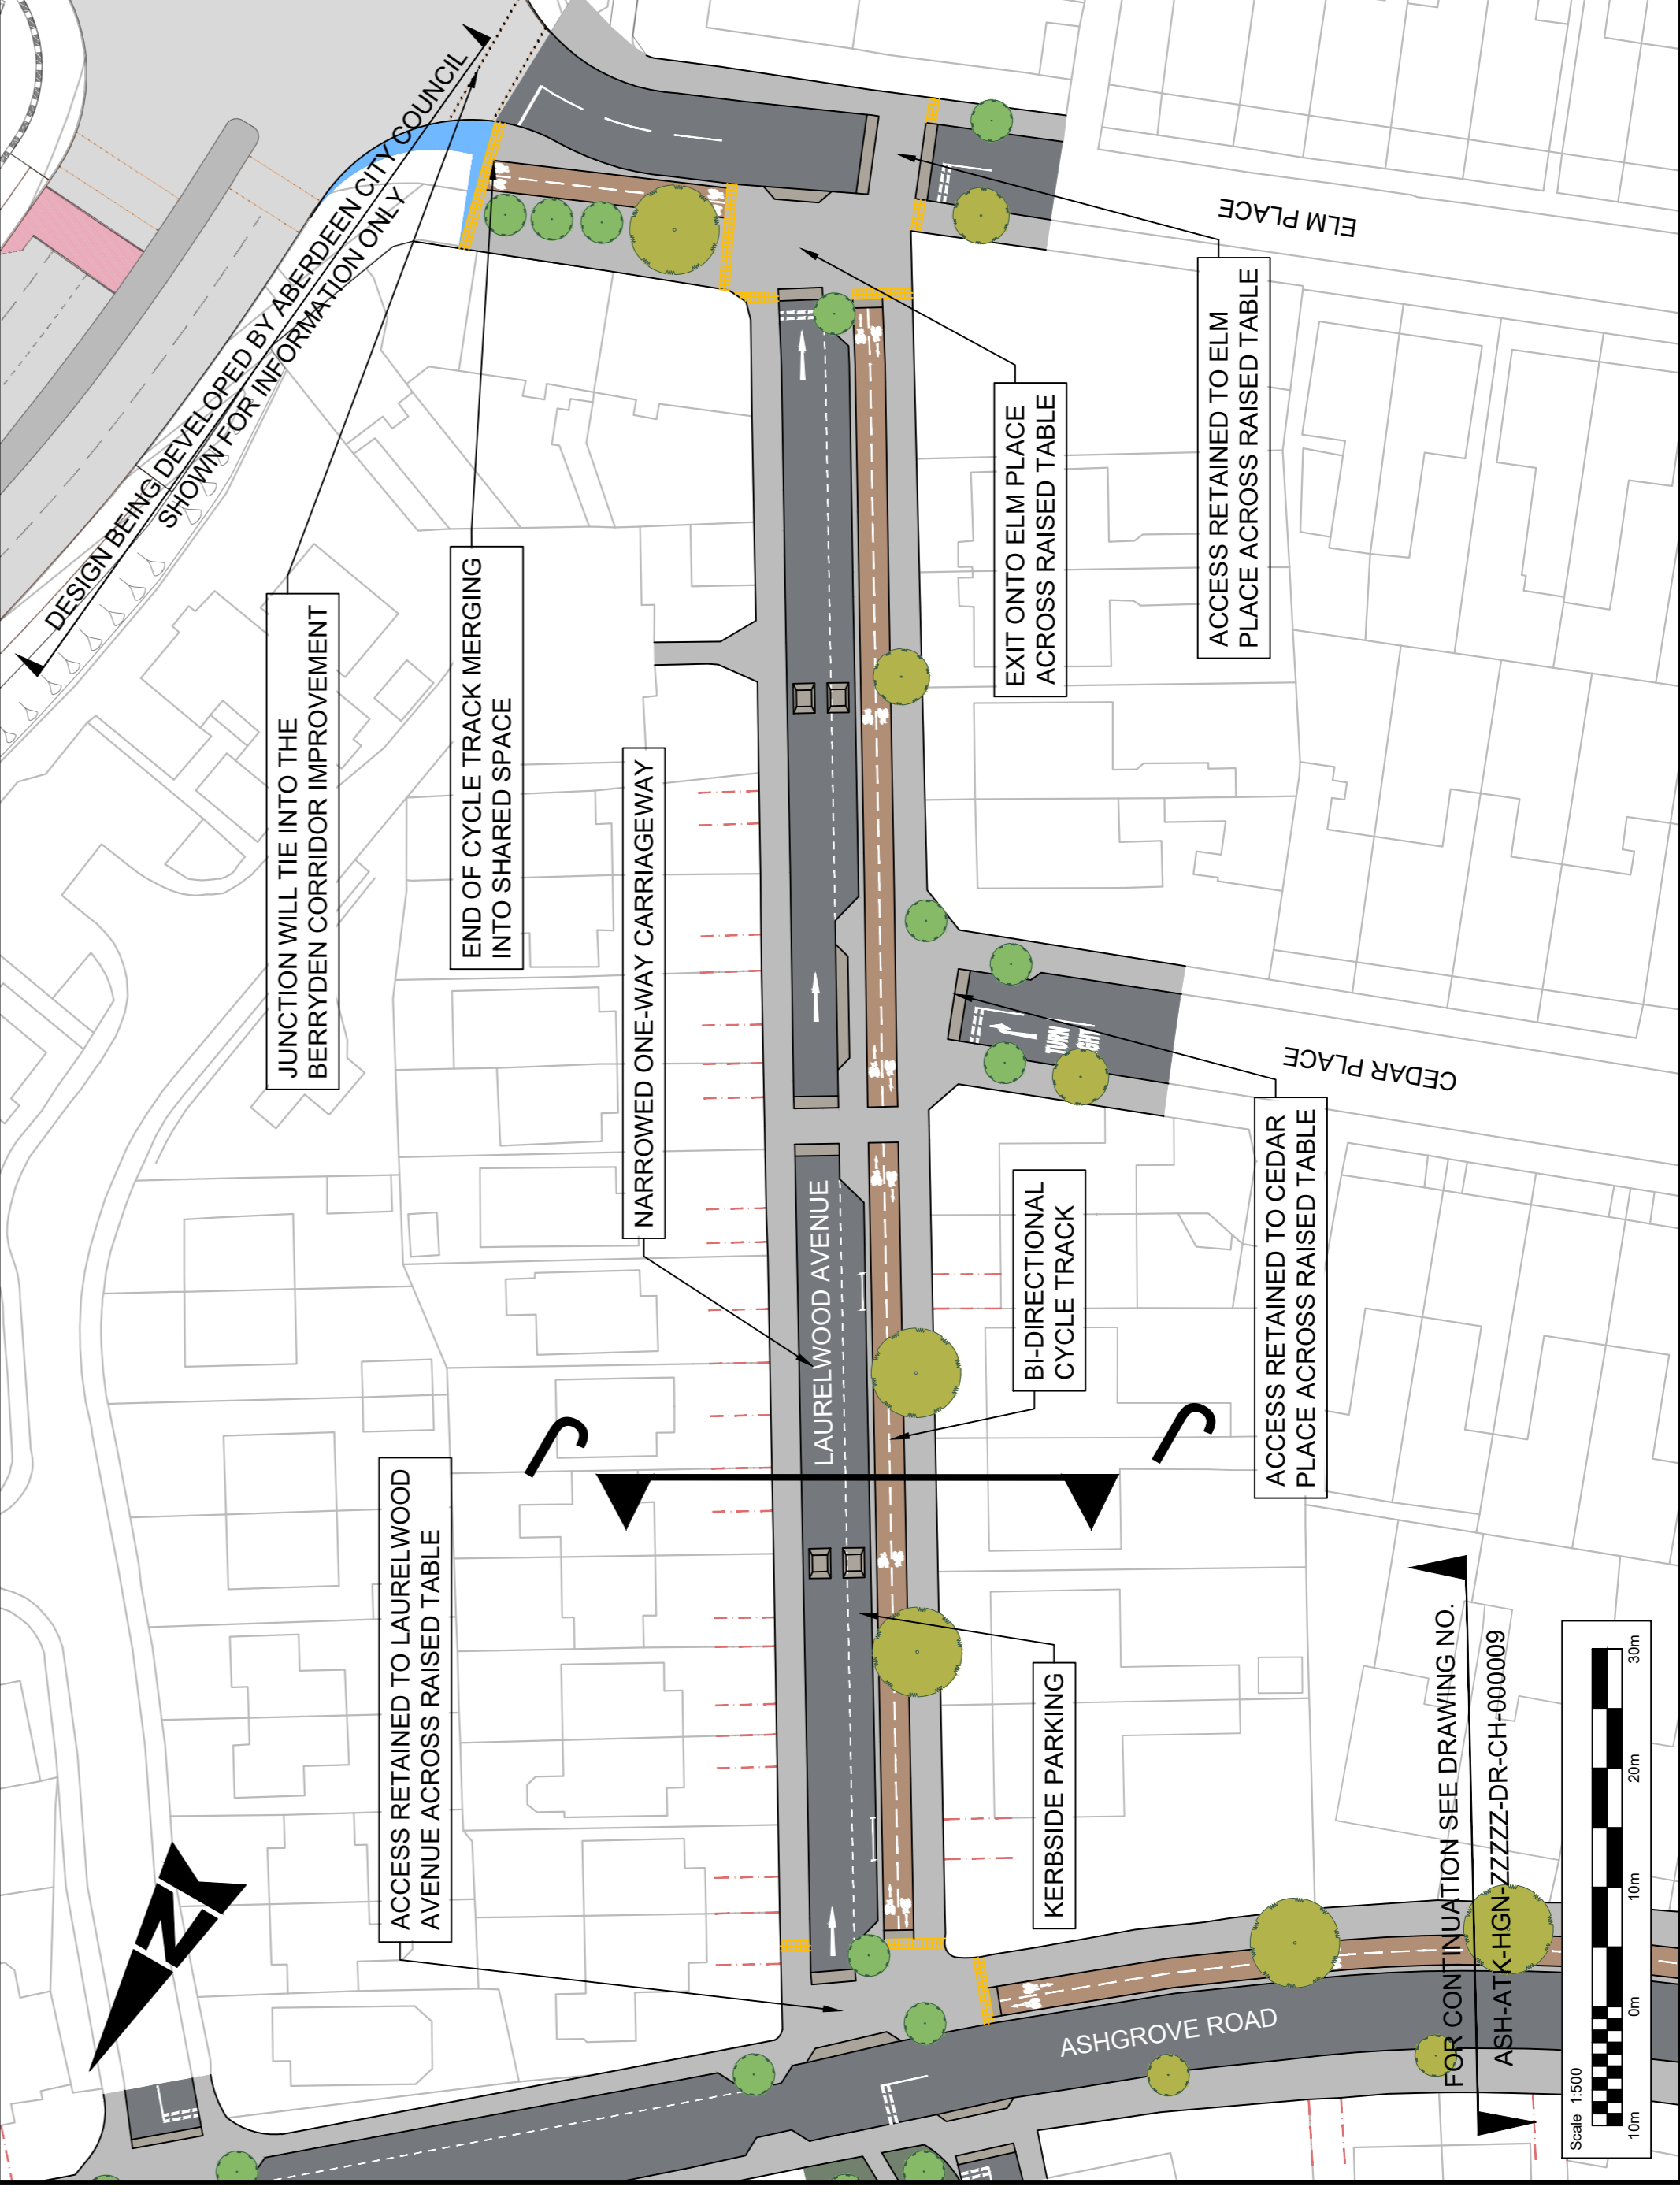 DESIGN BEING DEVELOPED BY ABERDEEN CITY COUNCIL
SHOWN FOR INFORMATION ONLY
JUNCTION WILL TIE INTO THE
BERRYDEN CORRIDOR IMPROVEMENT
END OF CYCLE TRACK MERGING
INTO SHARED SPACE
NARROWED ONE-WAY CARRIAGEWAY
ACCESS RETAINED TO LAURELWOOD
AVENUE ACROSS RAISED TABLE
LAURELWOOD AVENUE
EXIT ONTO ELM PLACE
ACROSS RAISED TABLE
ACCESS RETAINED TO ELM
PLACE ACROSS RAISED TABLE
ELM PLACE
TURN
GHT
CEDAR PLACE
BI-DIRECTIONAL
CYCLE TRACK
ACCESS RETAINED TO CEDAR
PLACE ACROSS RAISED TABLE
J
J
KERBSIDE PARKING
N
ASHGROVE ROAD
FOR CONTINUATION SEE DRAWING NO.
ASH-ATK-HGN-ZZZZZZ-DR-CH-000009
Scale 1:500
10m 0m 10m 20m 30m